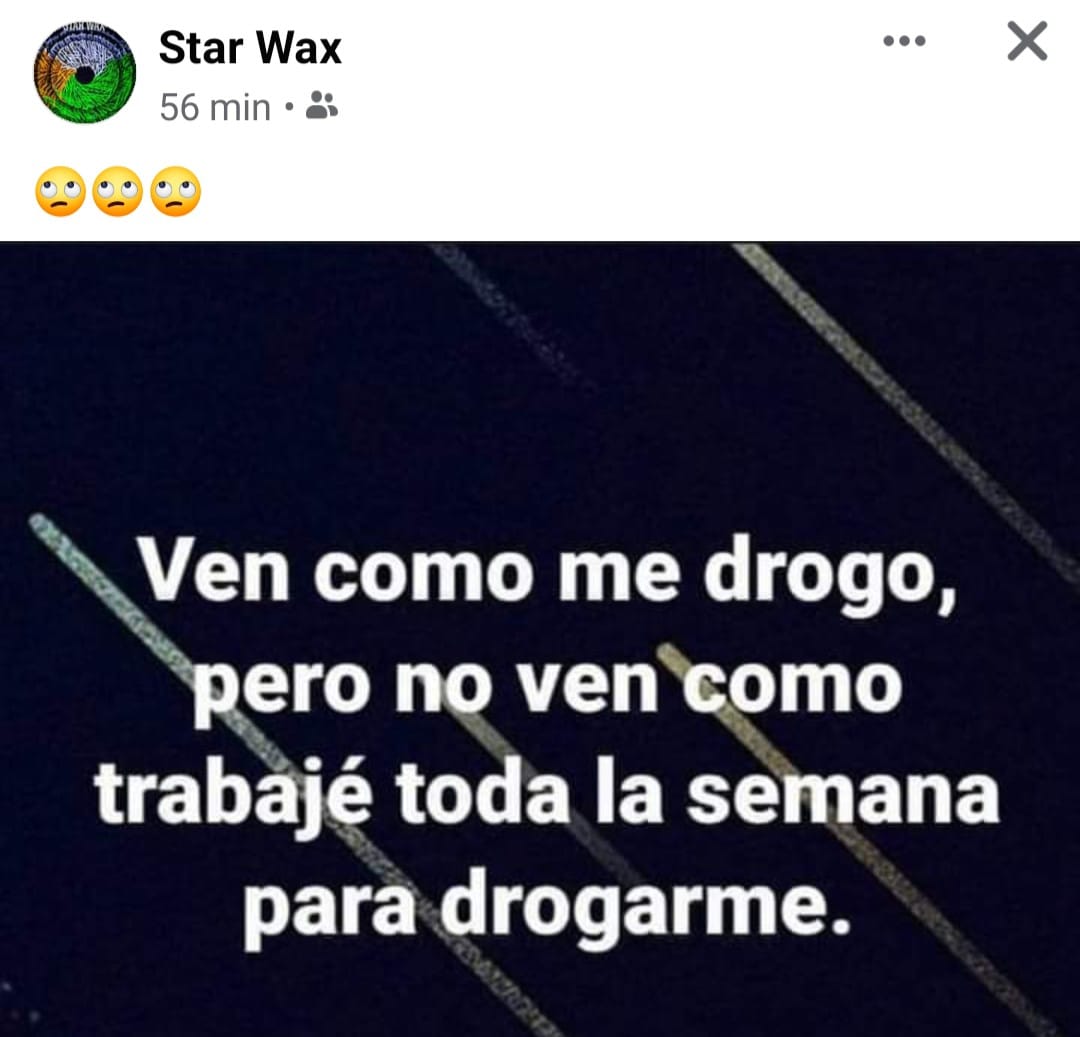 Star Wax
56 min •
🙄🙄🙄
Ven como me drogo,
pero no ven como
trabajé toda la semana
para drogarme.